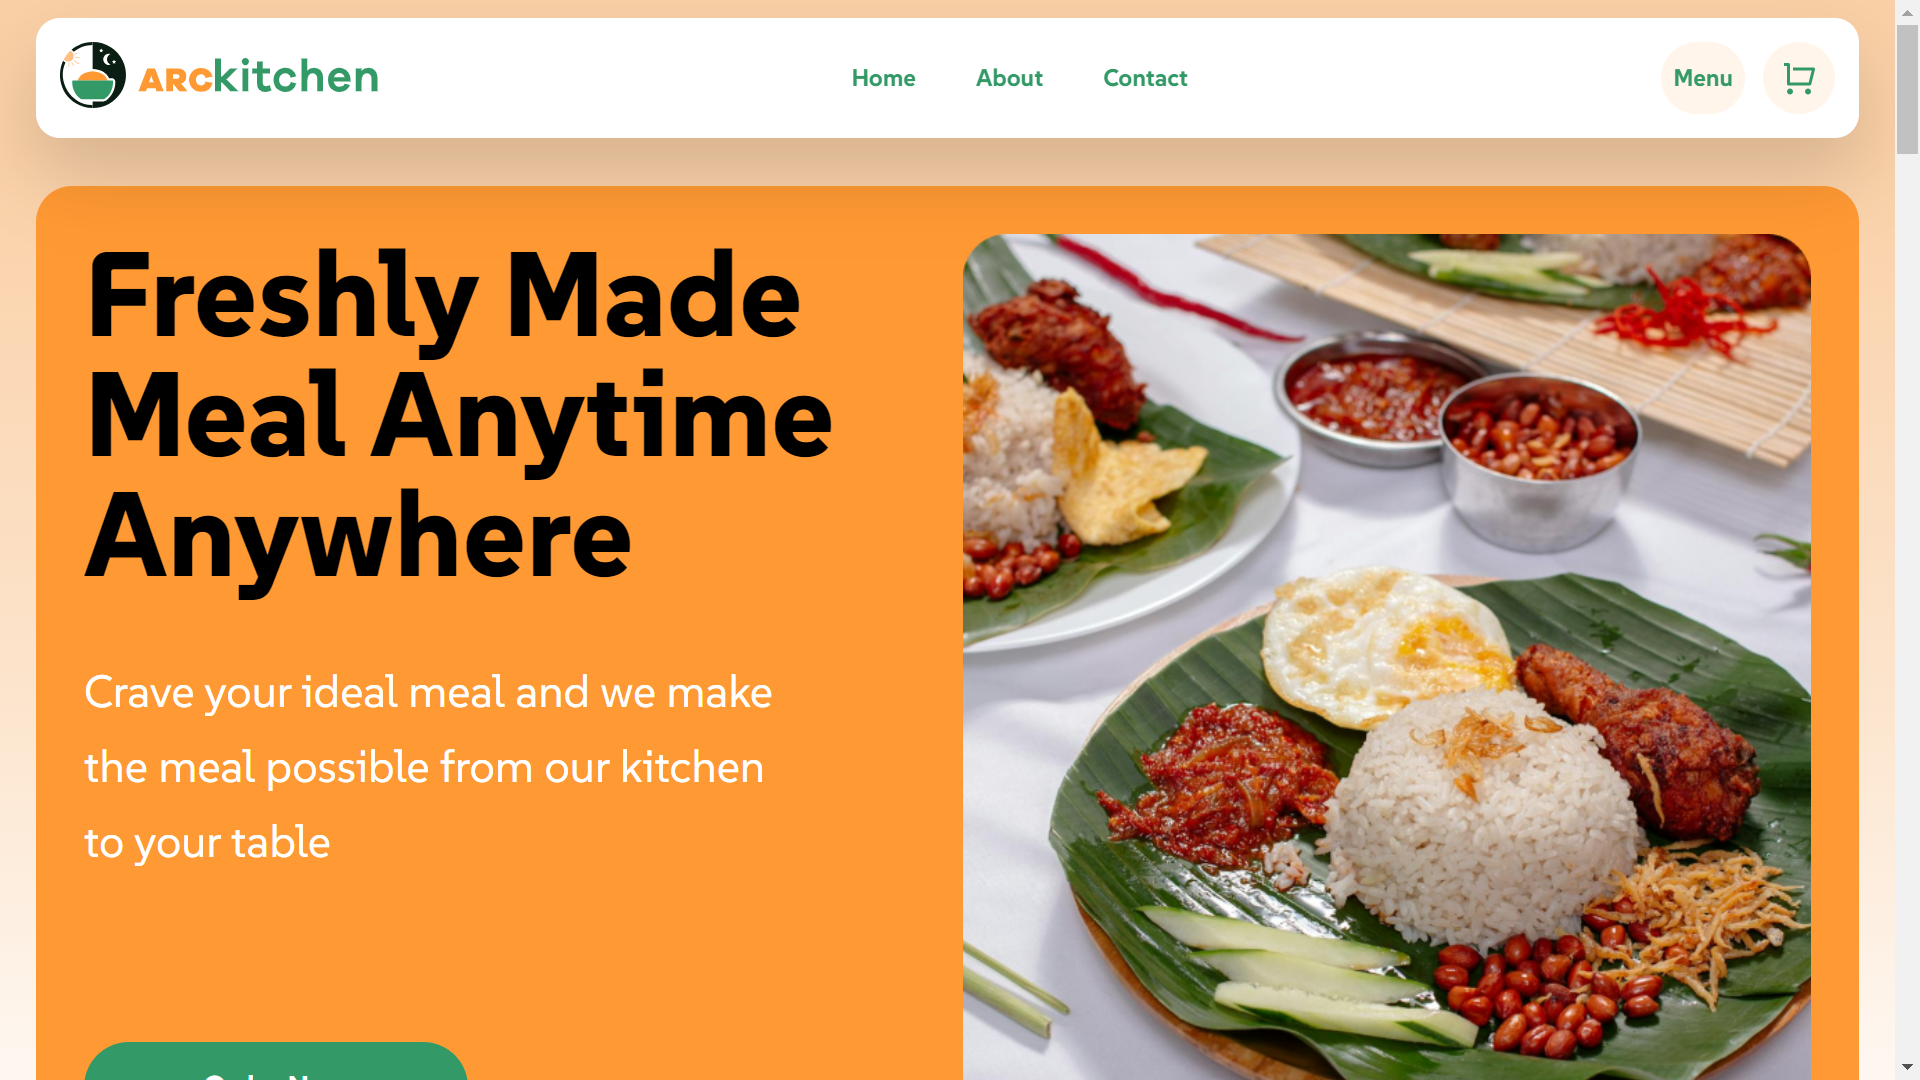 ARCkitchen
Home
About
Contact
Menu
Freshly Made
Meal Anytime
Anywhere
Crave your ideal meal and we make
the meal possible from our kitchen
to your table